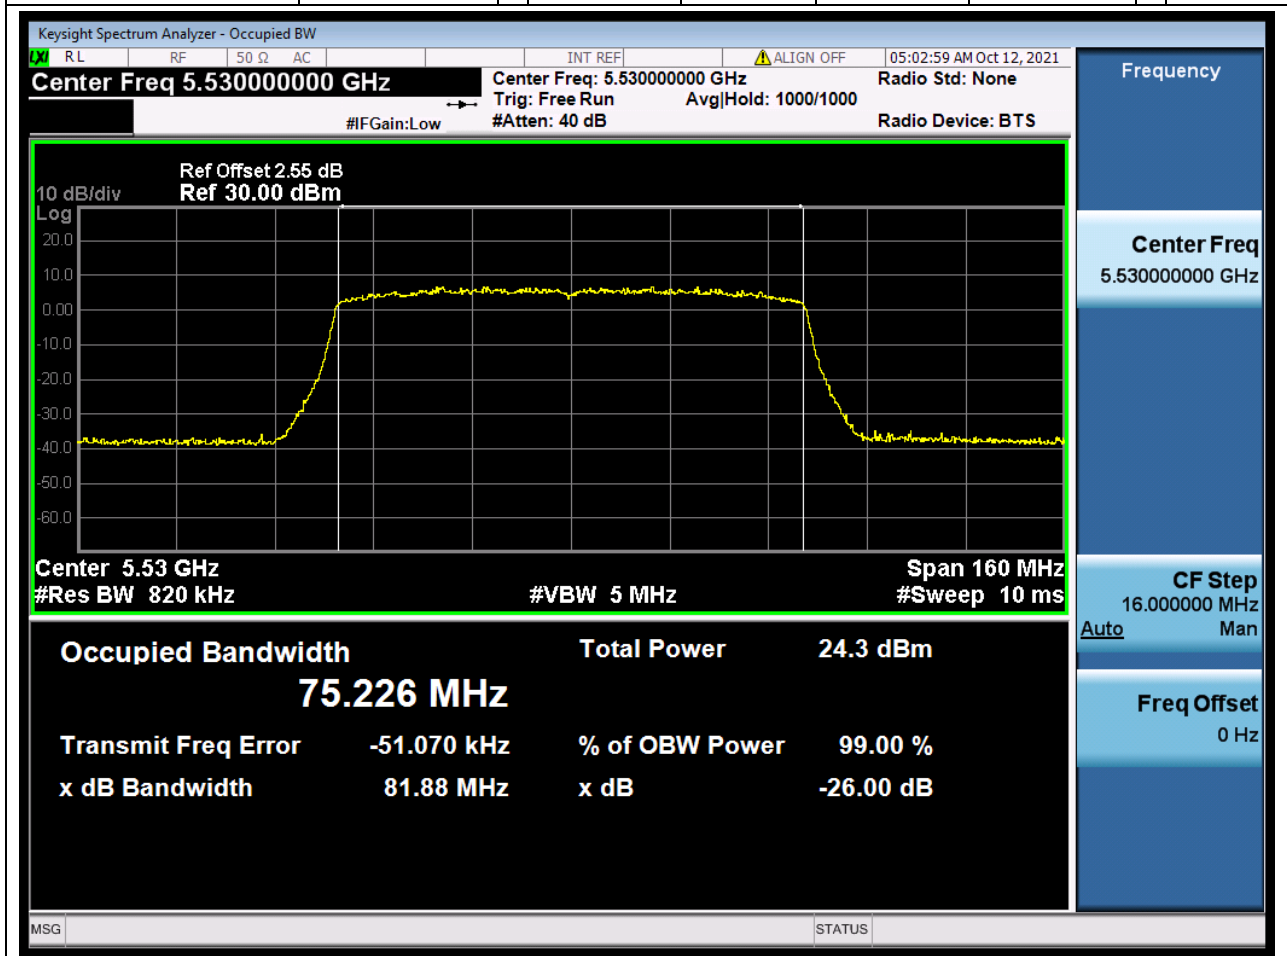 Keysight Spectrum Analyzer - Occupied BW
LXI RL RF 50 Ω AC INT REF ALIGN OFF 05:02:59 AM Oct 12, 2021
Center Freq 5.530000000 GHz
Center Freq: 5.530000000 GHz
Radio Std: None
Trig: Free Run Avg|Hold: 1000/1000
#IFGain:Low
#Atten: 40 dB
Radio Device: BTS
Ref Offset 2.55 dB
10 dB/div Ref 30.00 dBm
Log
20.0
10.0
0.00
-10.0
-20.0
-30.0
-40.0
-50.0
-60.0
Center 5.53 GHz Span 160 MHz
#Res BW 820 kHz #VBW 5 MHz #Sweep 10 ms
Occupied Bandwidth Total Power 24.3 dBm
75.226 MHz
Transmit Freq Error -51.070 kHz % of OBW Power 99.00 %
x dB Bandwidth 81.88 MHz x dB -26.00 dB
MSG STATUS
Frequency
Center Freq
5.530000000 GHz
CF Step
16.000000 MHz
Auto Man
Freq Offset
0 Hz